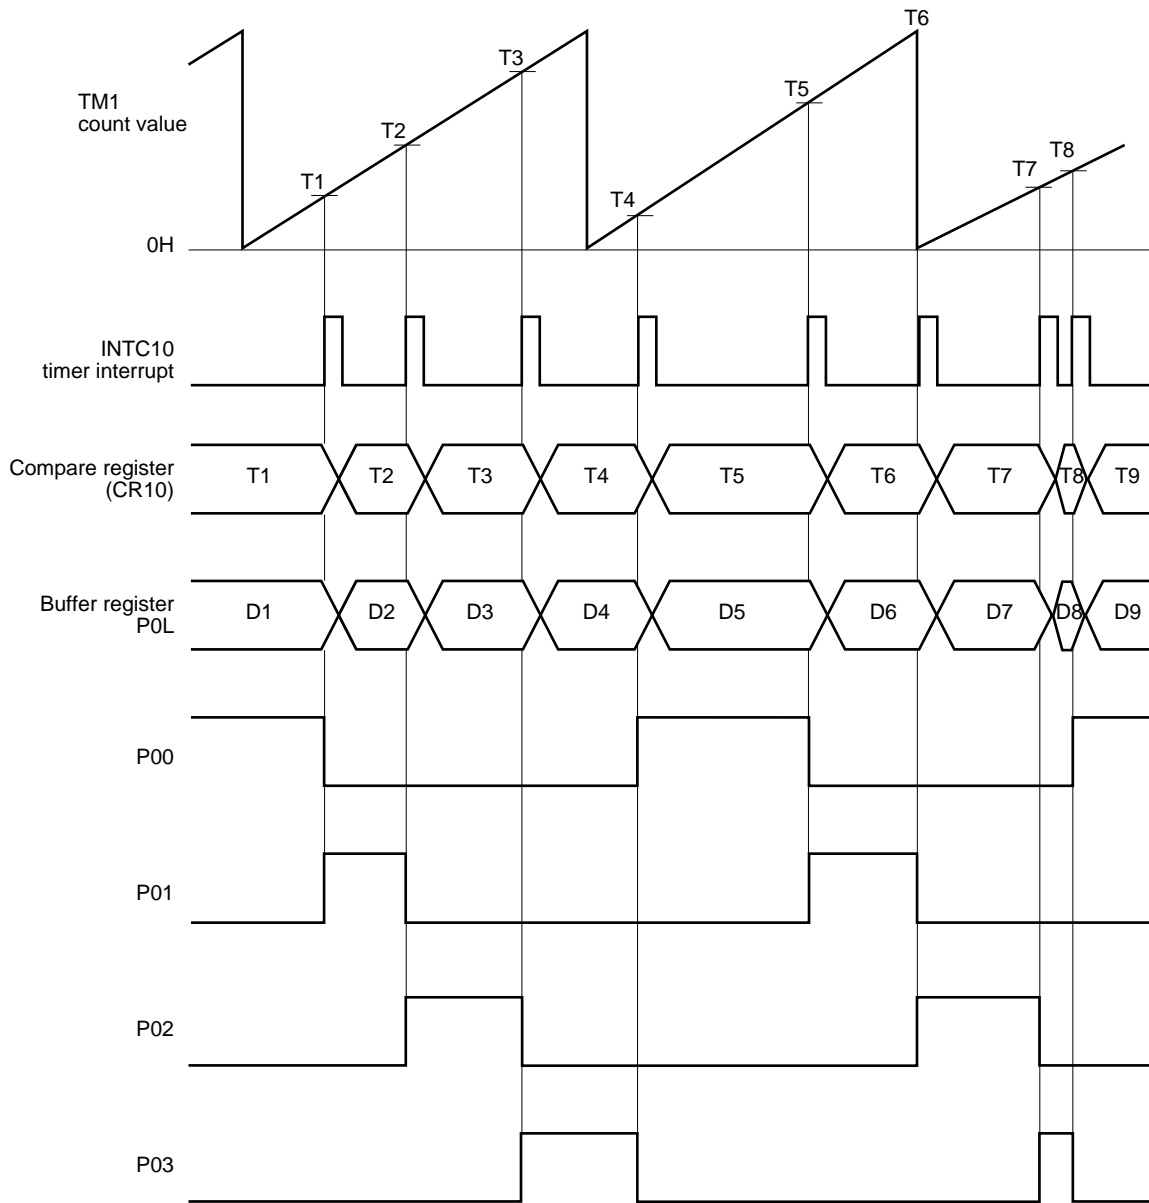 T6
T3
T5
TM1
count value
T2
T8
T1
T7
T4
0H
INTC10
timer interrupt
Compare register
(CR10)
T1 T2 T3 T4 T5 T6 T7 T8 T9
Buffer register
P0L
D1 D2 D3 D4 D5 D6 D7 D8 D9
P00
P01
P02
P03